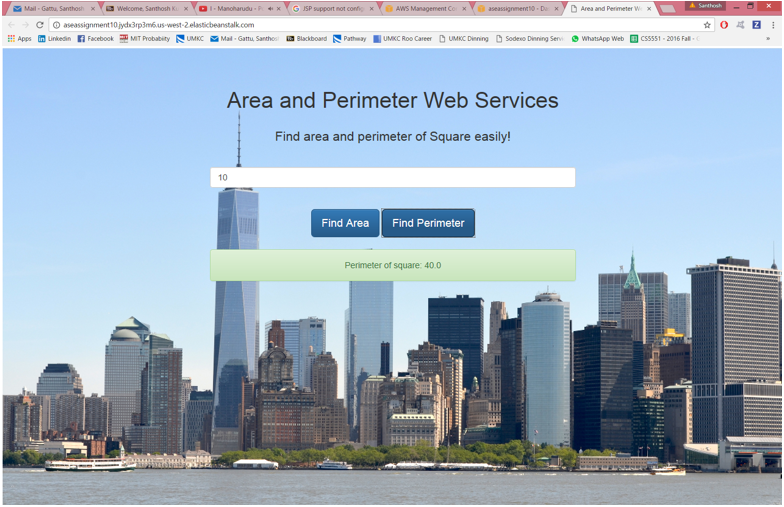 Mail - Gattu, Santhosh
Welcome, Santhosh K
! - Manoharudu -
JSP support not config
AWS Management Co
aseassignment10 - Da
Area and Perimeter W
Santhosh
aseassignment10.jydx3rp3m6.us-west-2.elasticbeanstalk.com
Apps
Linkedin
Facebook
MIT Probabiity
UMKC
Mail - Gattu, Santhos
Blackboard
Pathway
UMKC Roo Career
UMKC Dinning
Sodexo Dinning Serv
WhatsApp Web
CS5551 - 2016 Fall -
Area and Perimeter Web Services
Find area and perimeter of Square easily!
10
Find Area
Find Perimeter
Perimeter of square: 40.0